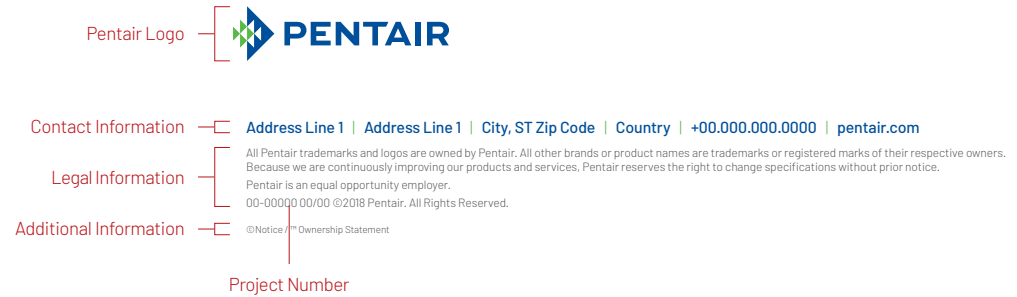 Pentair Logo
PENTAIR
Contact Information
Address Line 1 | Address Line 1 | City, ST Zip Code | Country | +00.000.000.0000 | pentair.com
Legal Information
All Pentair trademarks and logos are owned by Pentair. All other brands or product names are trademarks or registered marks of their respective owners.
Because we are continuously improving our products and services, Pentair reserves the right to change specifications without prior notice.
Pentair is an equal opportunity employer.
00-00000 00/00 ©2018 Pentair. All Rights Reserved.
Additional Information
©Notice / ™ Ownership Statement
Project Number